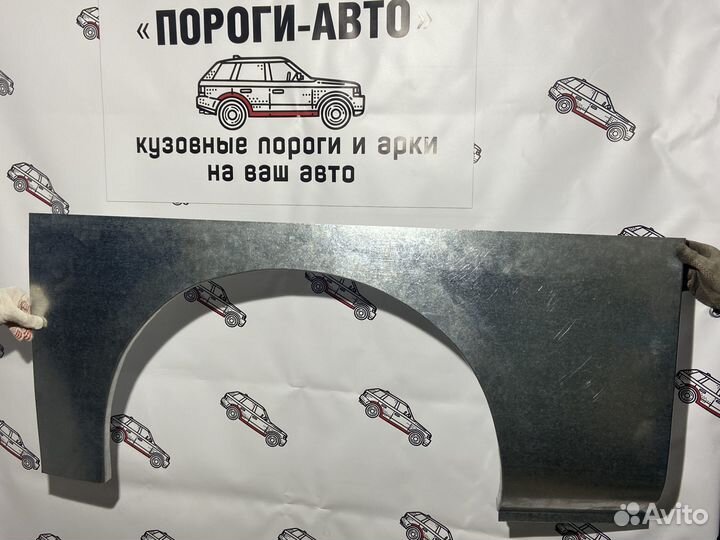 «ПОРОГИ-АВТО»
кузовные пороги и арки
на ваш авто
Avito